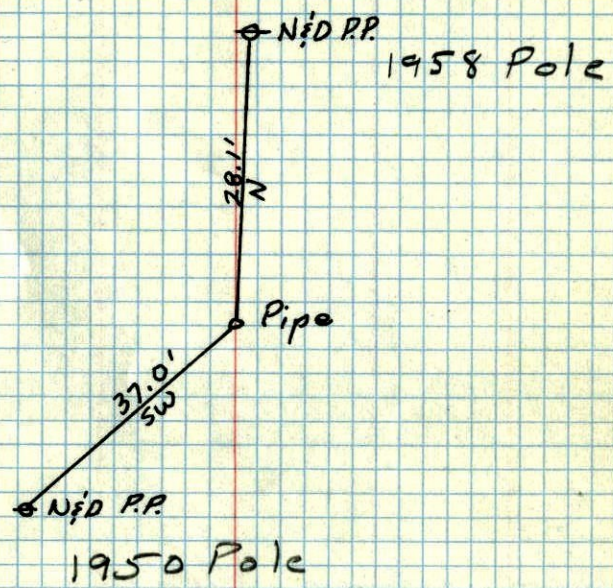 N&D P.P.
1958 Pole
28.1'
N
Pipe
37.0'
SW
N&D P.P.
1950 Pole